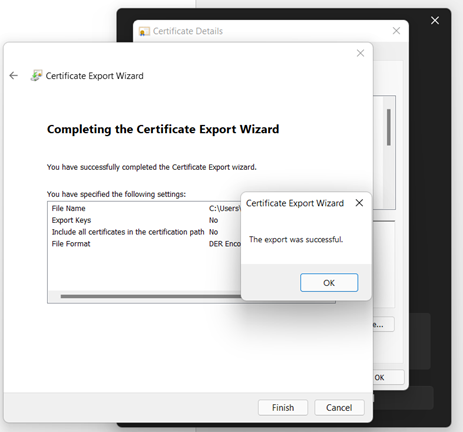 Certificate Details
Certificate Export Wizard
Completing the Certificate Export Wizard
You have successfully completed the Certificate Export wizard.
You have specified the following settings:
File Name C:\Users\
Export Keys No
Include all certificates in the certification path No
File Format DER Enco
Certificate Export Wizard
The export was successful.
OK
e...
OK
Finish Cancel